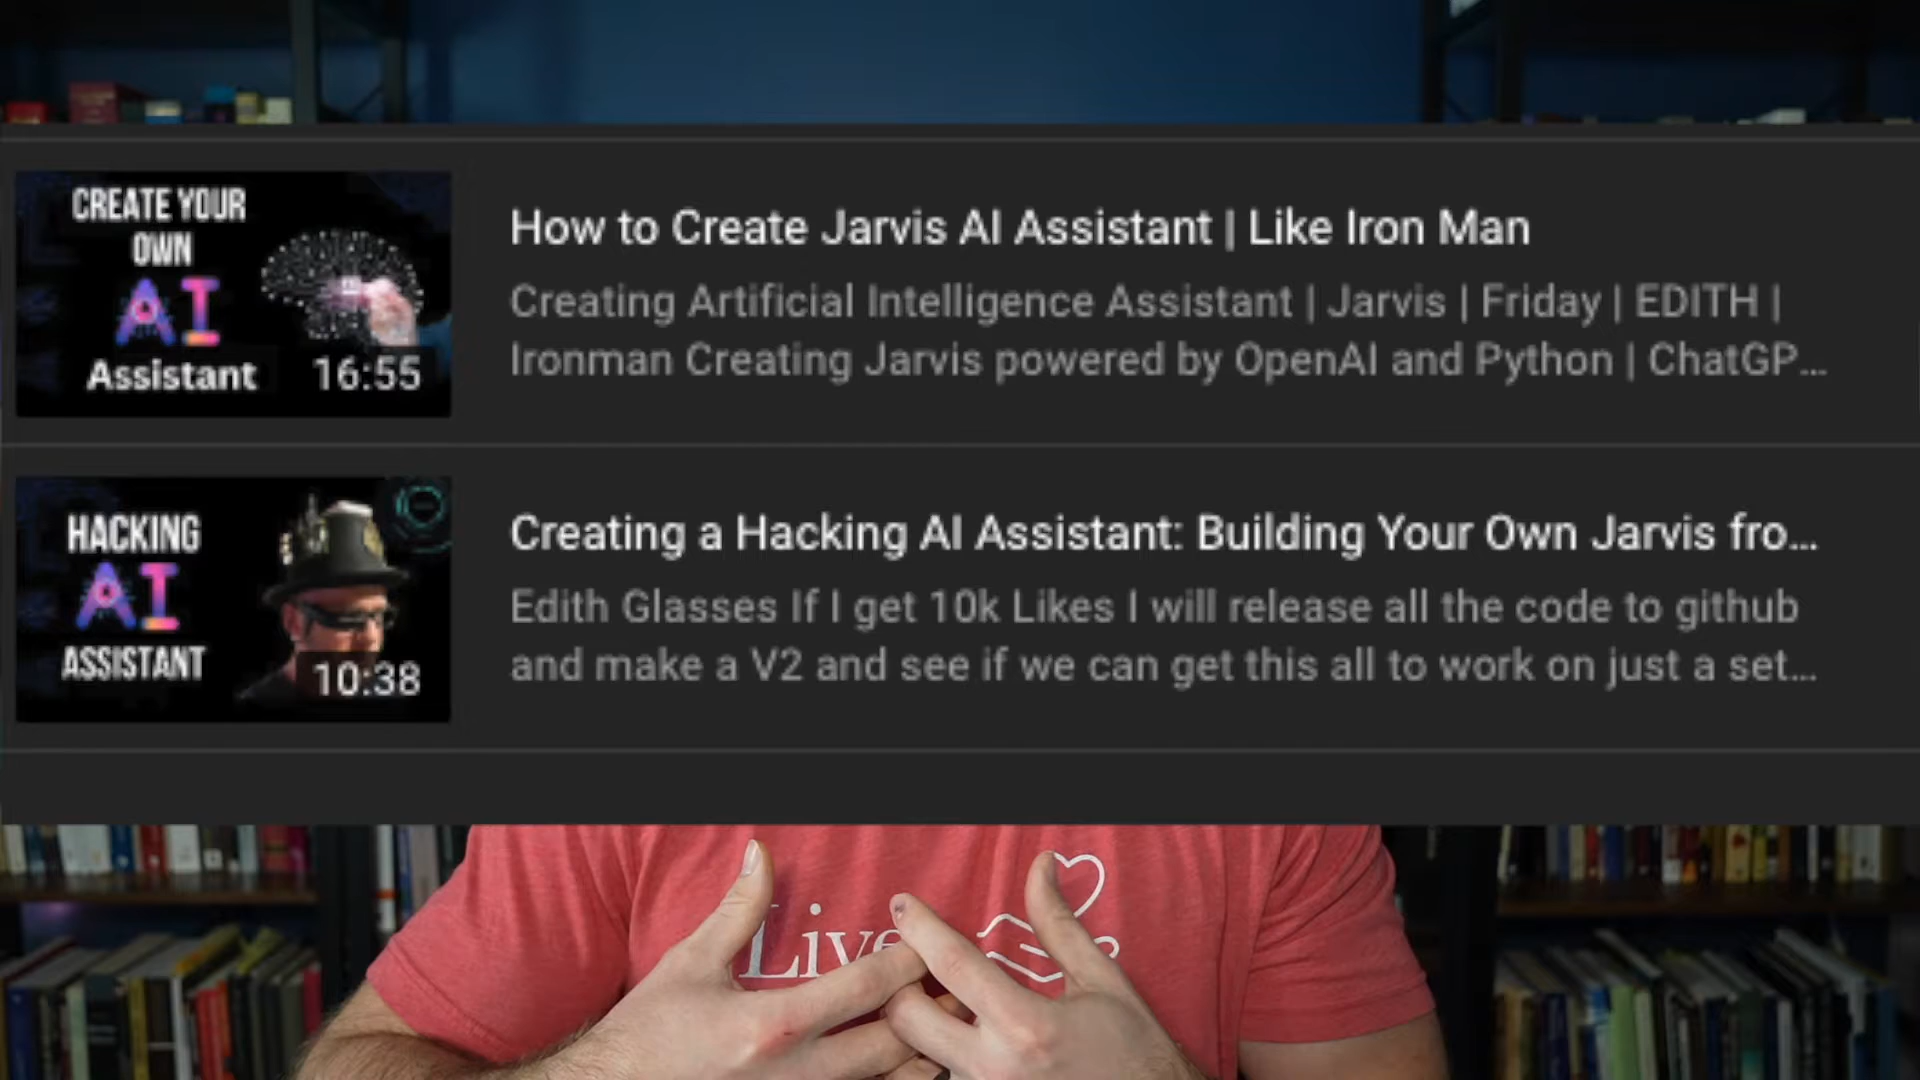 CREATE YOUR
OWN
AI
Assistant
16:55
How to Create Jarvis AI Assistant | Like Iron Man
Creating Artificial Intelligence Assistant | Jarvis | Friday | EDITH |
Ironman Creating Jarvis powered by OpenAI and Python | ChatGP...
HACKING
AI
ASSISTANT
10:38
Creating a Hacking AI Assistant: Building Your Own Jarvis fro...
Edith Glasses If I get 10k Likes I will release all the code to github
and make a V2 and see if we can get this all to work on just a set...
Live